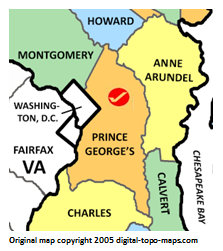 HOWARD
MONTGOMERY
ANNE
ARUNDEL
WASHING-
TON, D.C.
PRINCE
GEORGE'S
FAIRFAX
VA
CHESAPEAKE BAY
CALVERT
CHARLES
Original map copyright 2005 digital-topo-maps.com